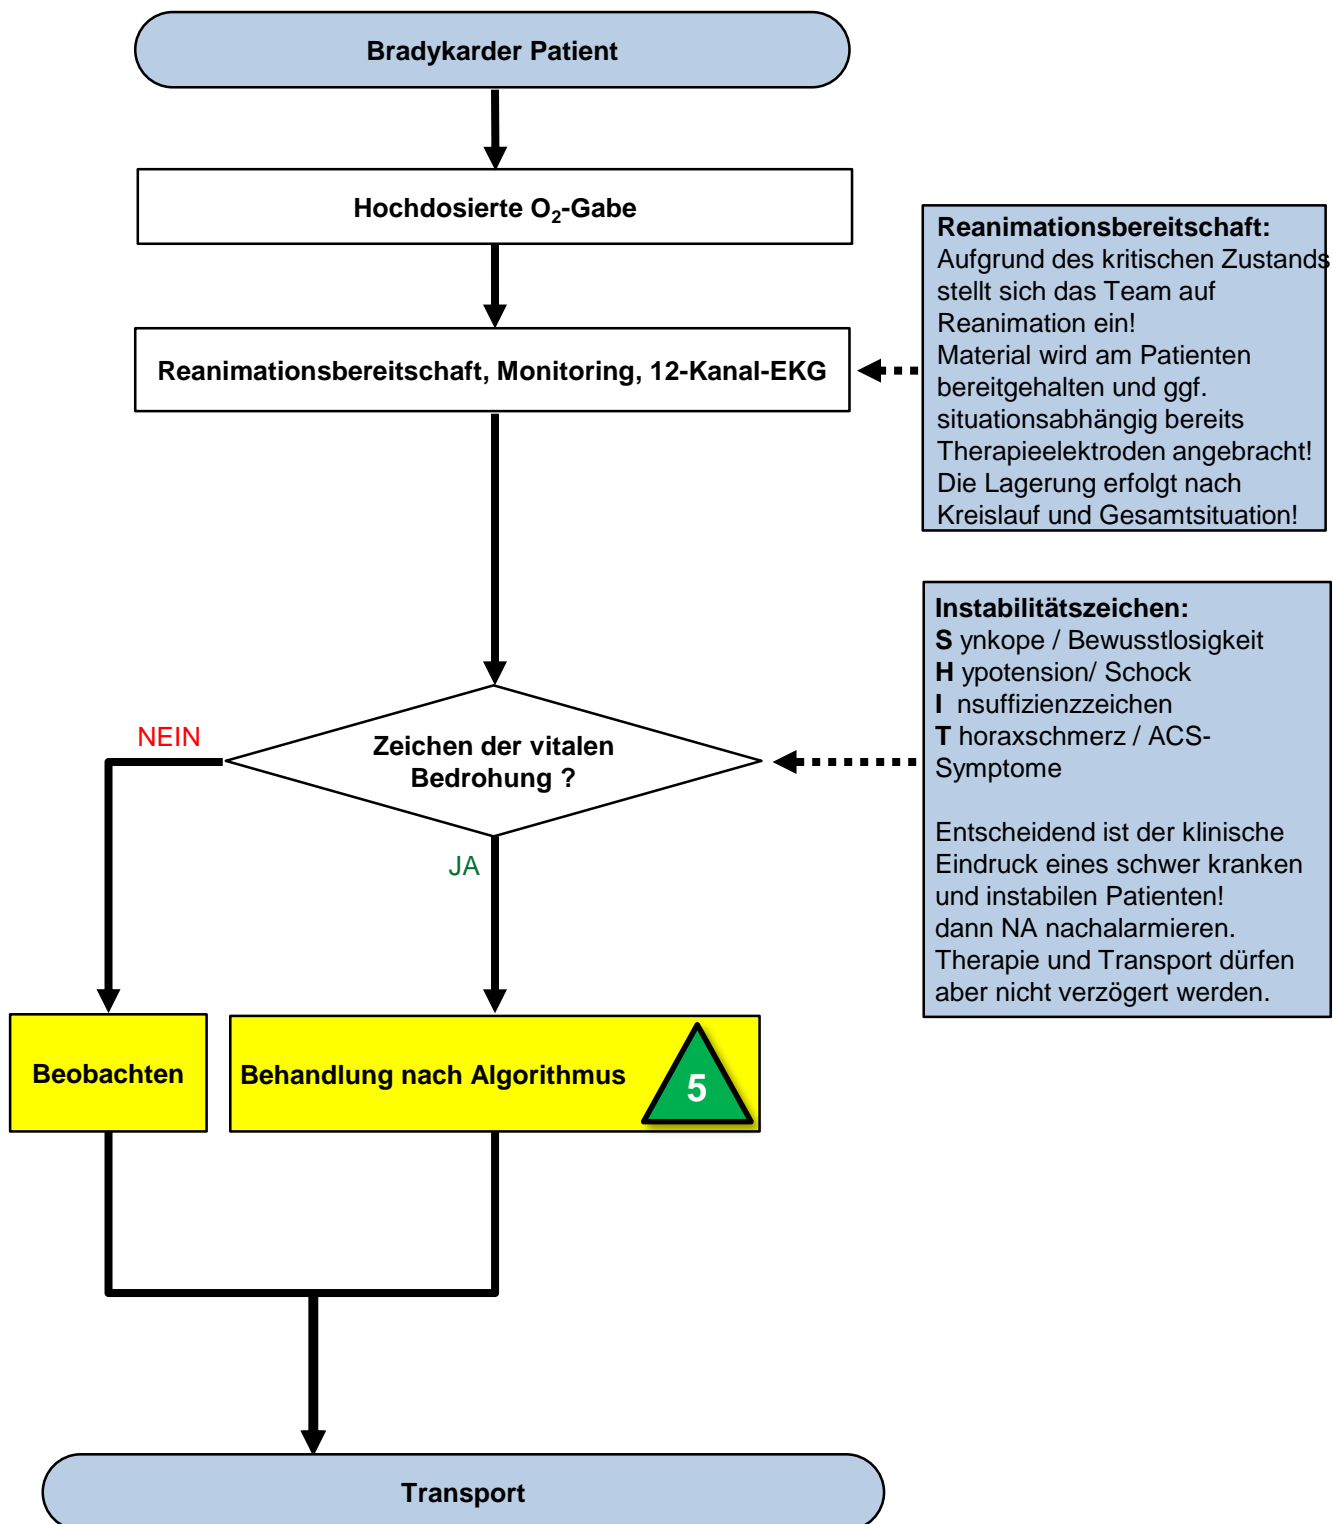 Bradykarder Patient
Hochdosierte O₂-Gabe
Reanimationsbereitschaft, Monitoring, 12-Kanal-EKG
Reanimationsbereitschaft:
Aufgrund des kritischen Zustands
stellt sich das Team auf
Reanimation ein!
Material wird am Patienten
bereitgehalten und ggf.
situationsabhängig bereits
Therapieelektroden angebracht!
Die Lagerung erfolgt nach
Kreislauf und Gesamtsituation!
Zeichen der vitalen
Bedrohung ?
NEIN
JA
Instabilitätszeichen:
S ynkope / Bewusstlosigkeit
H ypotension/ Schock
I nsuffizienzzeichen
T horaxschmerz / ACS-
Symptome
Entscheidend ist der klinische
Eindruck eines schwer kranken
und instabilen Patienten!
dann NA nachalarmieren.
Therapie und Transport dürfen
aber nicht verzögert werden.
Beobachten
Behandlung nach Algorithmus
5
Transport